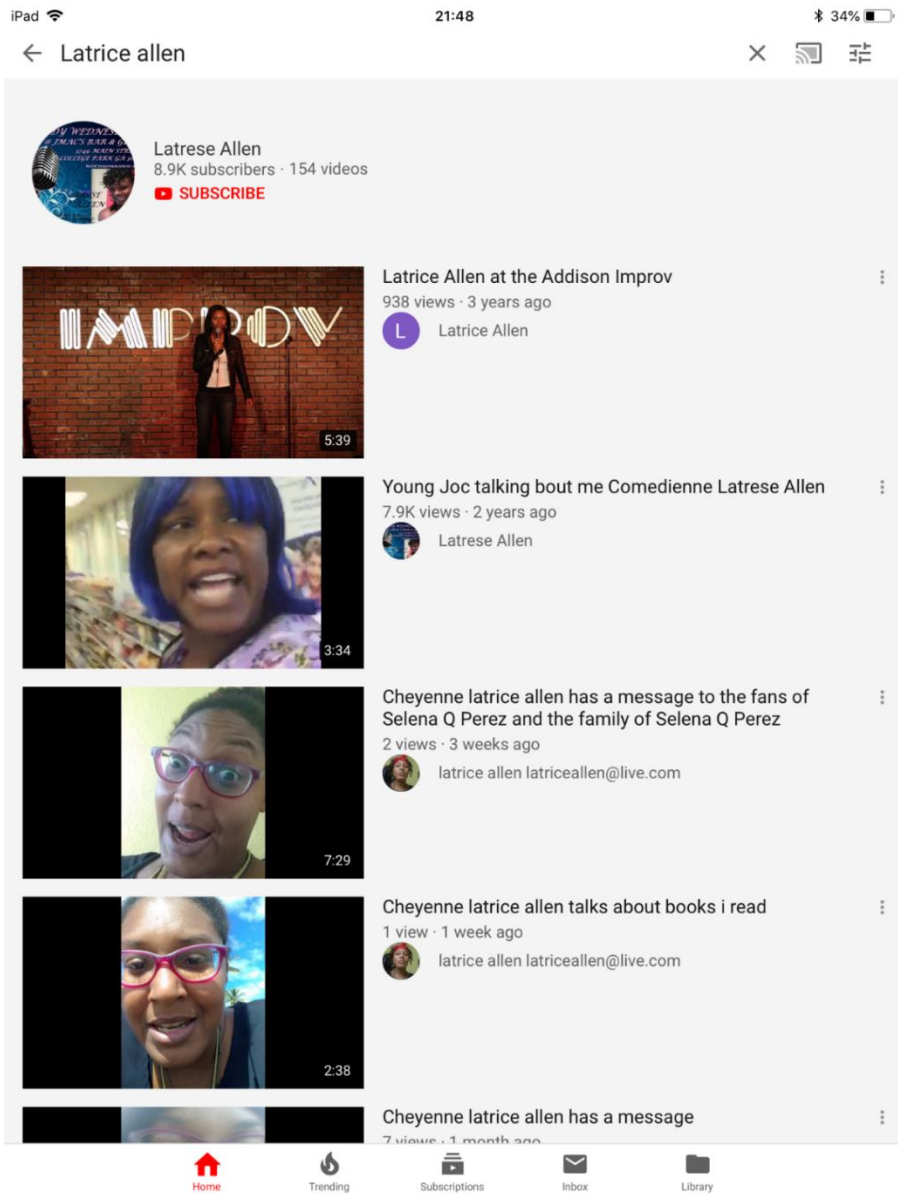 iPad 21:48 34%
Latrice allen
Latrese Allen
8.9K subscribers · 154 videos
SUBSCRIBE
IMPROV
5:39
Latrice Allen at the Addison Improv
938 views · 3 years ago
L Latrice Allen
3:34
Young Joc talking bout me Comedienne Latrese Allen
7.9K views · 2 years ago
Latrese Allen
7:29
Cheyenne latrice allen has a message to the fans of
Selena Q Perez and the family of Selena Q Perez
2 views · 3 weeks ago
latrice allen latriceallen@live.com
2:38
Cheyenne latrice allen talks about books i read
1 view · 1 week ago
latrice allen latriceallen@live.com
Cheyenne latrice allen has a message
7 views · 1 month ago
Home Trending Subscriptions Inbox Library